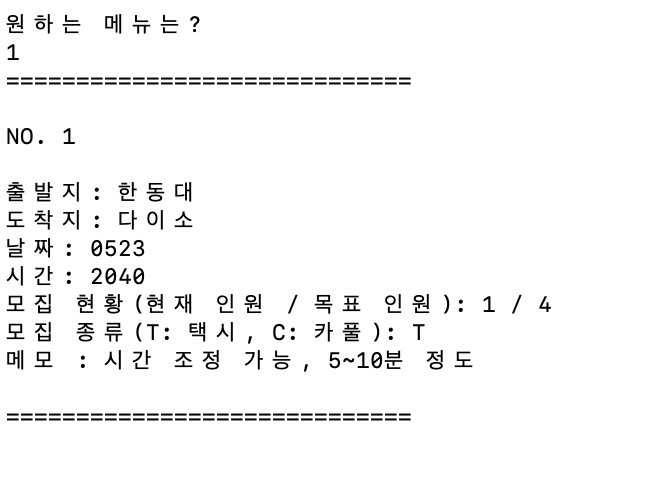 원하는 메뉴는?
1
=============================
NO. 1
출발지: 한동대
도착지: 다이소
날짜: 0523
시간: 2040
모집 현황(현재 인원 / 목표 인원): 1 / 4
모집 종류(T: 택시, C: 카풀): T
메모 : 시간 조정 가능, 5~10분 정도
=============================